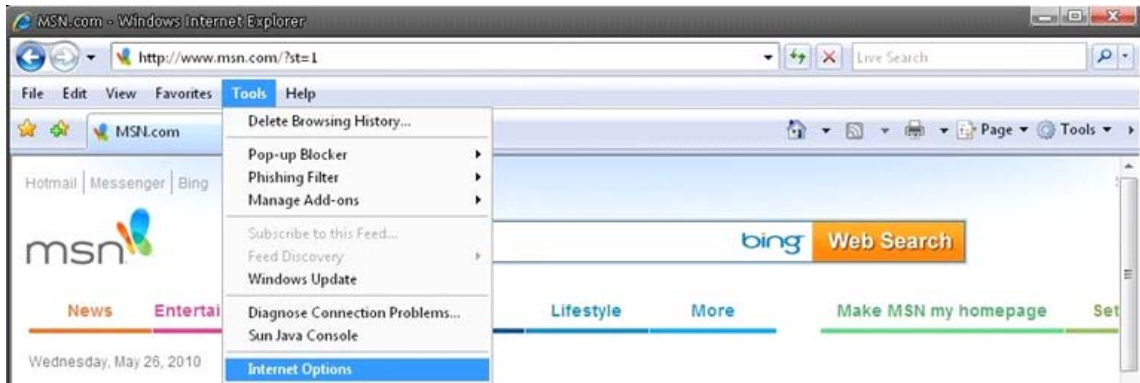 MSN.com - Windows Internet Explorer
http://www.msn.com/?st=1
Live Search
File Edit View Favorites Tools Help
MSN.com
Page Tools
Delete Browsing History...
Pop-up Blocker
Phishing Filter
Manage Add-ons
Subscribe to this Feed...
Feed Discovery
Windows Update
Diagnose Connection Problems...
Sun Java Console
Internet Options
Hotmail | Messenger | Bing
msn
bing Web Search
News Entertai Lifestyle More Make MSN my homepage Set
Wednesday, May 26, 2010